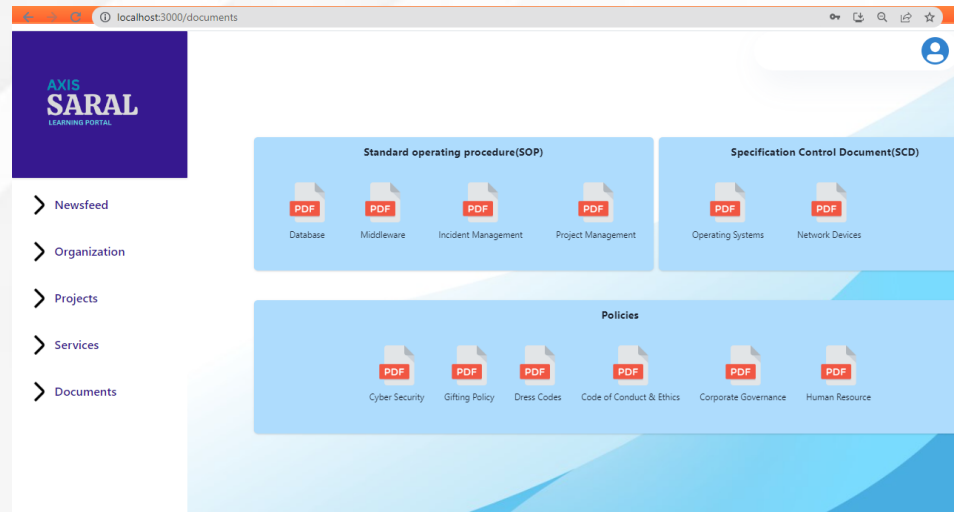 localhost:3000/documents
AXIS
SARAL
LEARNING PORTAL
Newsfeed
Organization
Projects
Services
Documents
Standard operating procedure(SOP)
PDF PDF PDF PDF
Database Middleware Incident Management Project Management
Specification Control Document(SCD)
PDF PDF
Operating Systems Network Devices
Policies
PDF PDF PDF PDF PDF PDF
Cyber Security Gifting Policy Dress Codes Code of Conduct & Ethics Corporate Governance Human Resource